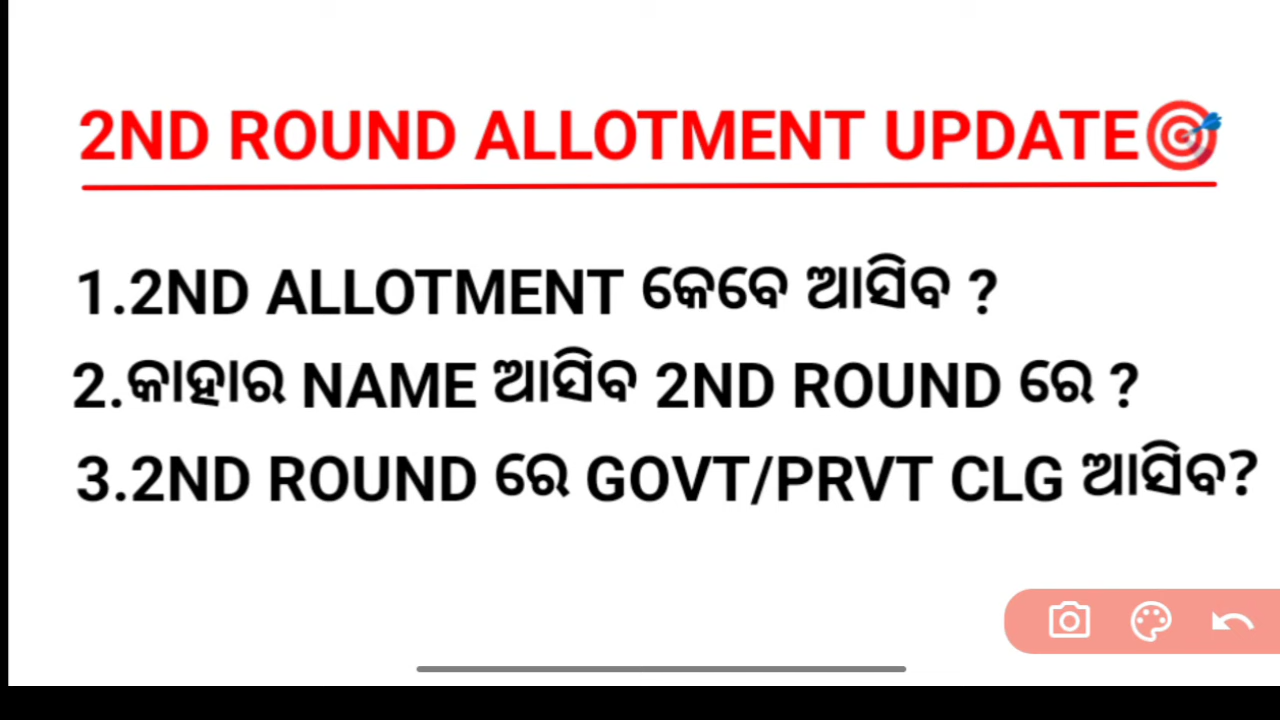 2ND ROUND ALLOTMENT UPDATE🎯
1.2ND ALLOTMENT କେବେ ଆସିବ ?
2.କାହାର NAME ଆସିବ 2ND ROUND ରେ ?
3.2ND ROUND ରେ GOVT/PRVT CLG ଆସିବ?